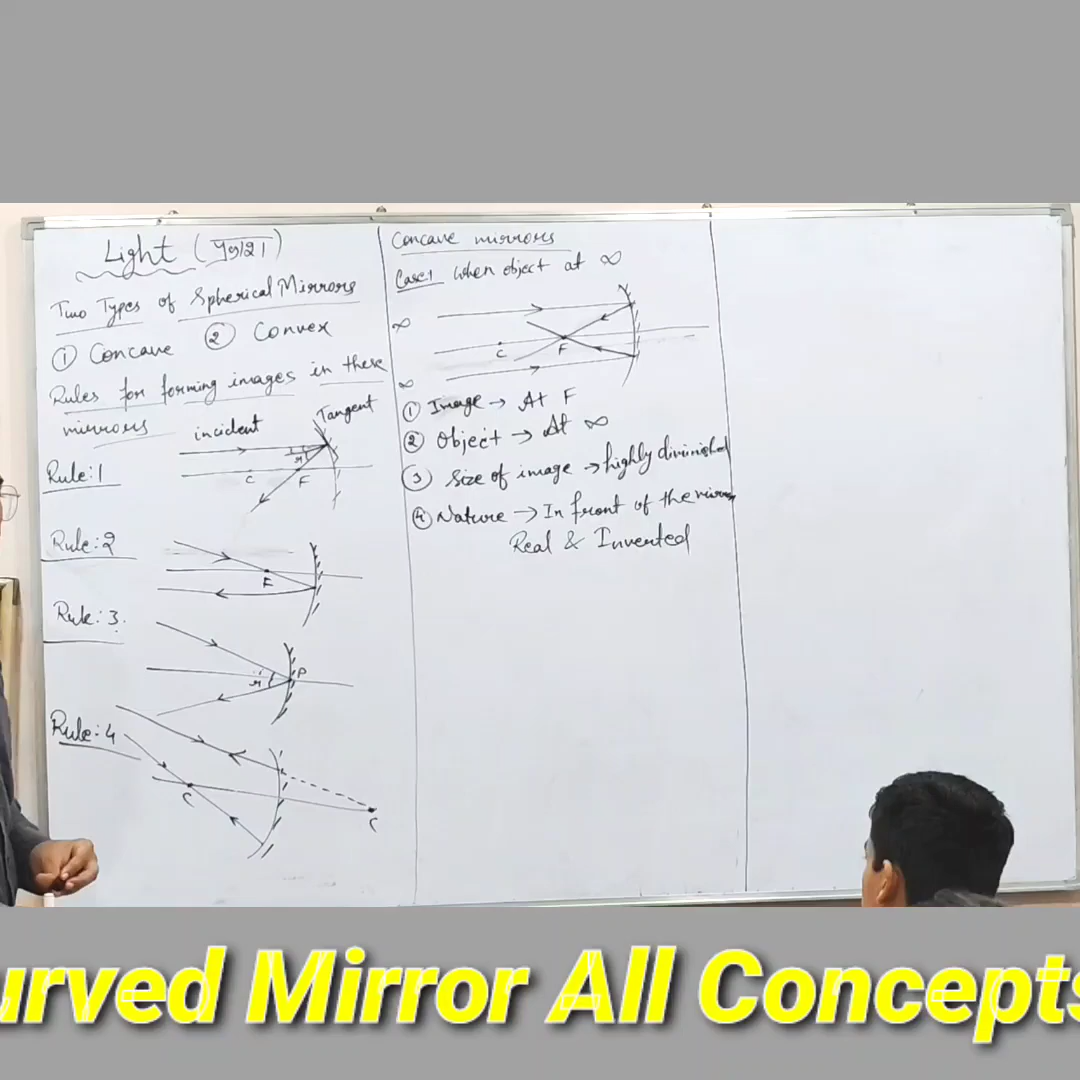 Light (प्रकाश)
Two Types of Spherical Mirrors
① Concave ② Convex
Rules for forming images in these
mirrors
incident Tangent
Rule:1
r
C F
Rule:2
F
Rule:3.
i
r P
Rule:4
C
C
Concave mirrors
Case:1 When object at ∞
∞
C F
∞
① Image → At F
② Object → At ∞
③ Size of image → highly diminished
④ Nature → In front of the mirror
Real & Inverted
urved Mirror All Concepts